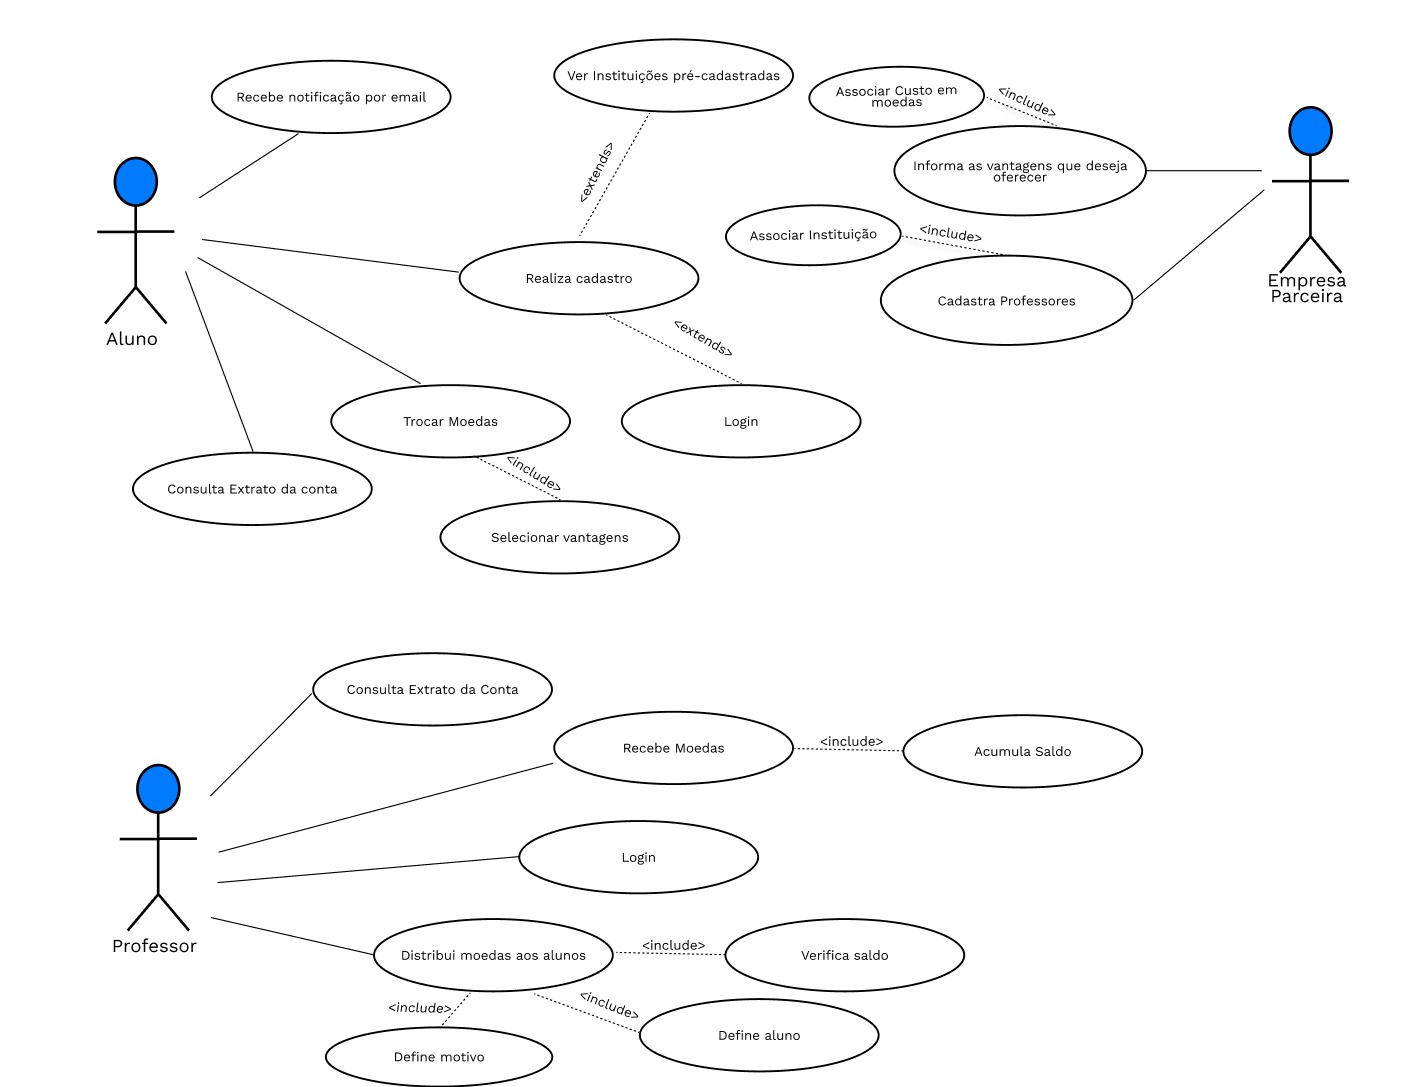 Ver Instituições pré-cadastradas
Recebe notificação por email
Associar Custo em
moedas
<include>
<extends>
Informa as vantagens que deseja
oferecer
Associar Instituição
<include>
Realiza cadastro
Cadastra Professores
Empresa
Parceira
Aluno
<extends>
Trocar Moedas
Login
<include>
Consulta Extrato da conta
Selecionar vantagens
Consulta Extrato da Conta
Recebe Moedas
<include>
Acumula Saldo
Login
Professor
Distribui moedas aos alunos
<include>
Verifica saldo
<include>
<include>
Define aluno
Define motivo